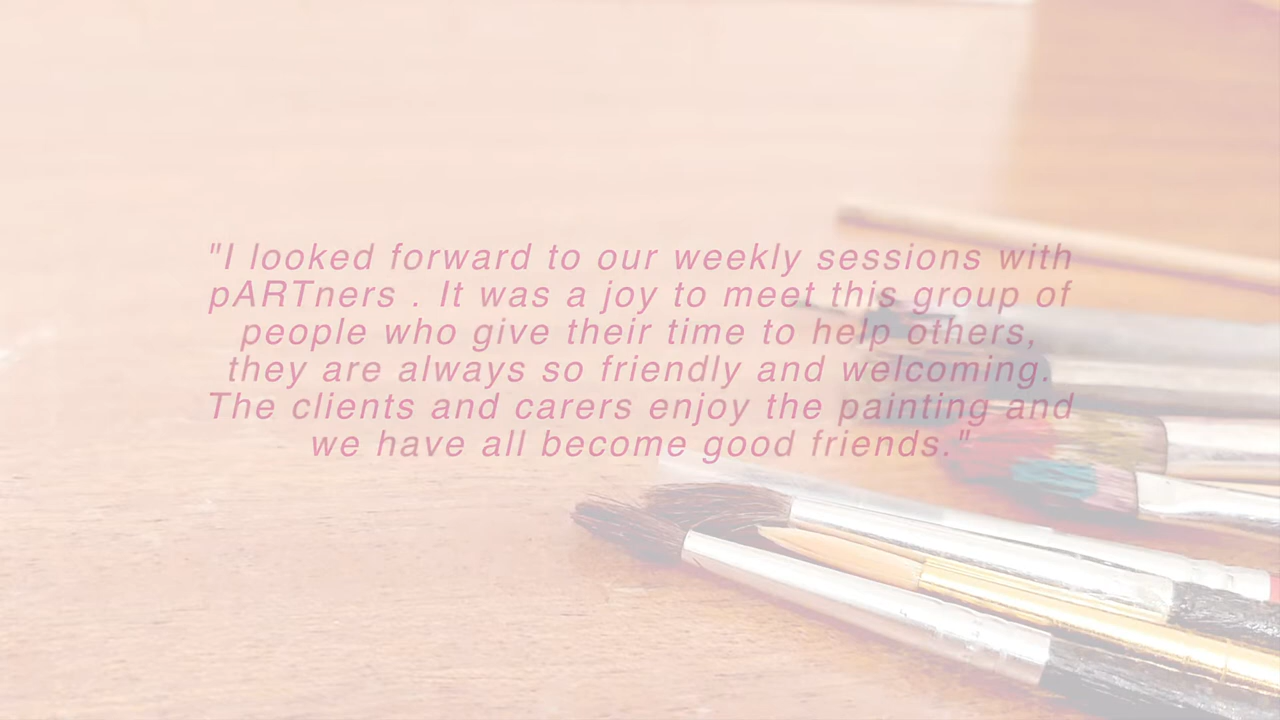 "I looked forward to our weekly sessions with
pARTners . It was a joy to meet this group of
people who give their time to help others,
they are always so friendly and welcoming.
The clients and carers enjoy the painting and
we have all become good friends."